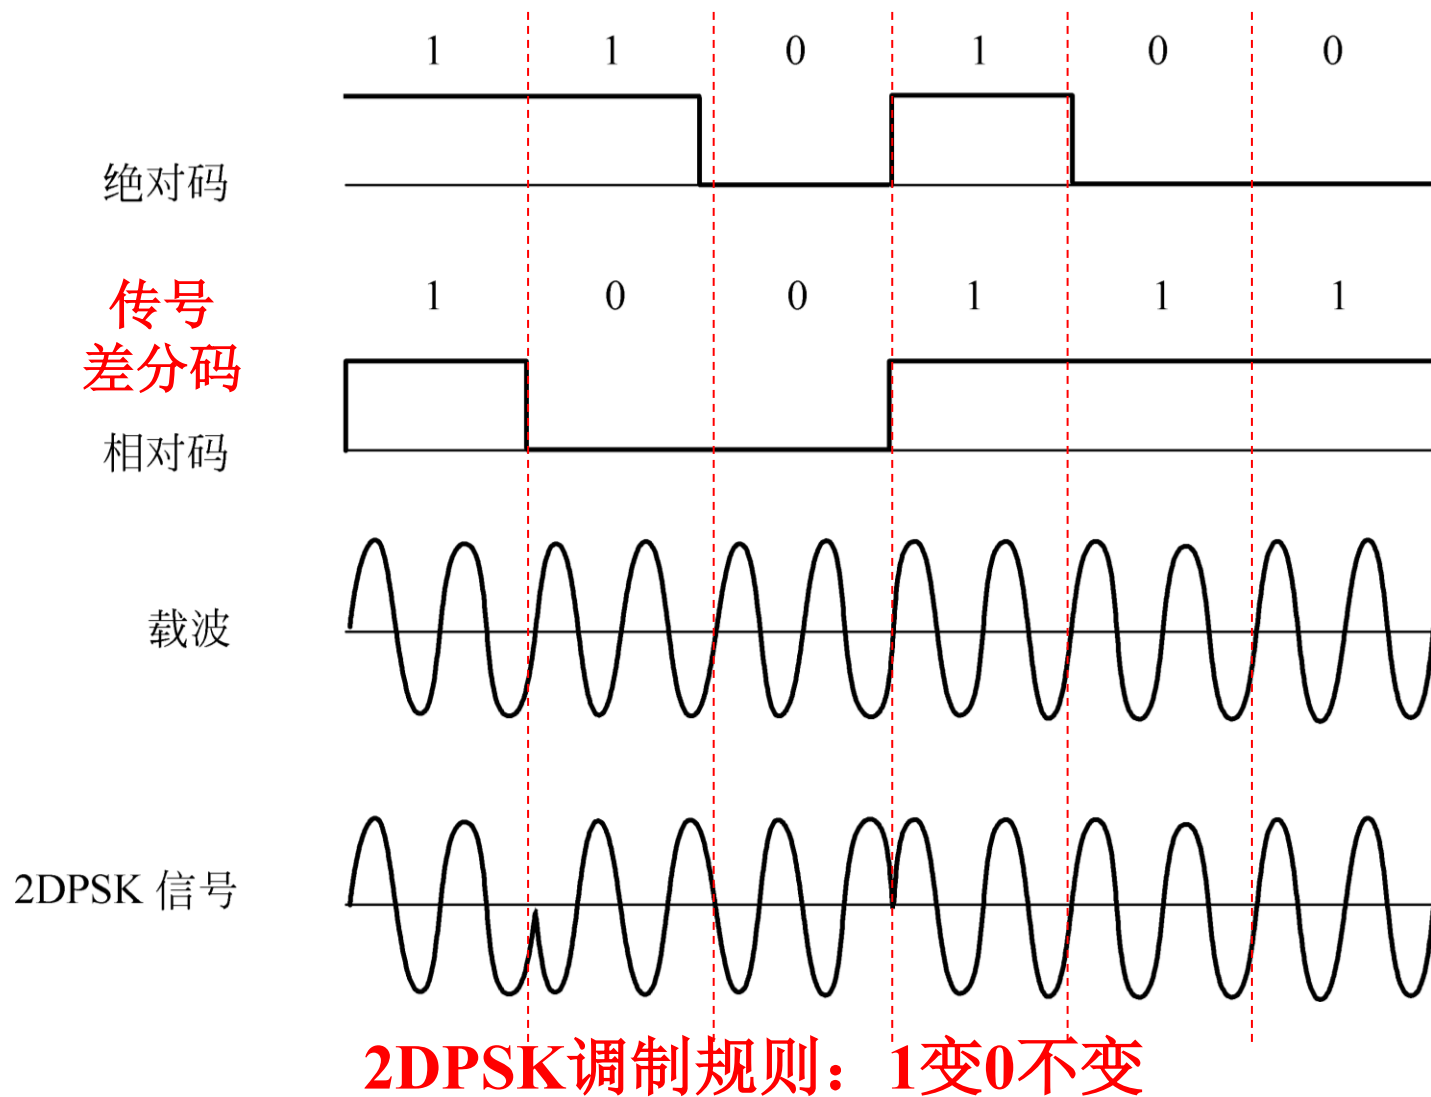 1 1 0 1 0 0
绝对码
传号
差分码
1 0 0 1 1 1
相对码
载波
2DPSK 信号
2DPSK调制规则：1变0不变